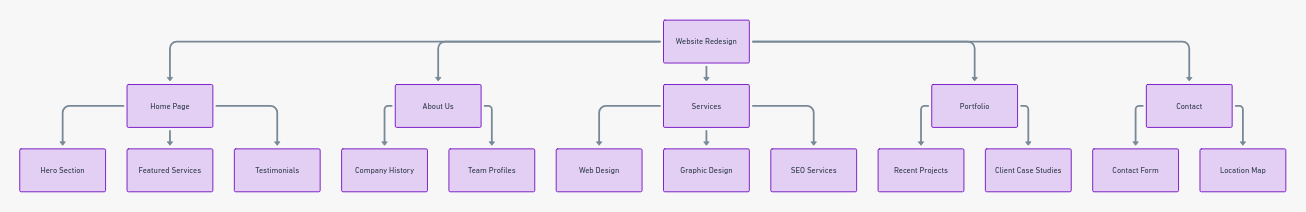 Website Redesign
Home Page
About Us
Services
Portfolio
Contact
Hero Section
Featured Services
Testimonials
Company History
Team Profiles
Web Design
Graphic Design
SEO Services
Recent Projects
Client Case Studies
Contact Form
Location Map